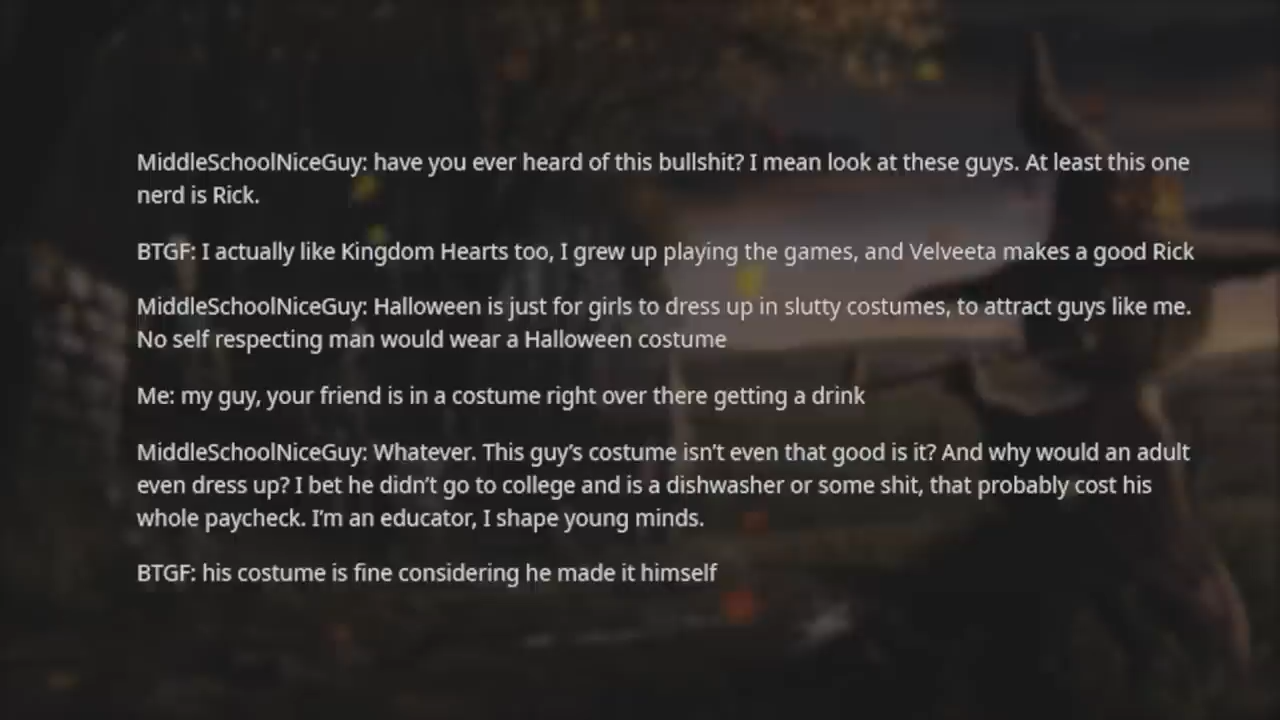 MiddleSchoolNiceGuy: have you ever heard of this bullshit? I mean look at these guys. At least this one
nerd is Rick.
BTGF: I actually like Kingdom Hearts too, I grew up playing the games, and Velveeta makes a good Rick
MiddleSchoolNiceGuy: Halloween is just for girls to dress up in slutty costumes, to attract guys like me.
No self respecting man would wear a Halloween costume
Me: my guy, your friend is in a costume right over there getting a drink
MiddleSchoolNiceGuy: Whatever. This guy’s costume isn’t even that good is it? And why would an adult
even dress up? I bet he didn’t go to college and is a dishwasher or some shit, that probably cost his
whole paycheck. I’m an educator, I shape young minds.
BTGF: his costume is fine considering he made it himself